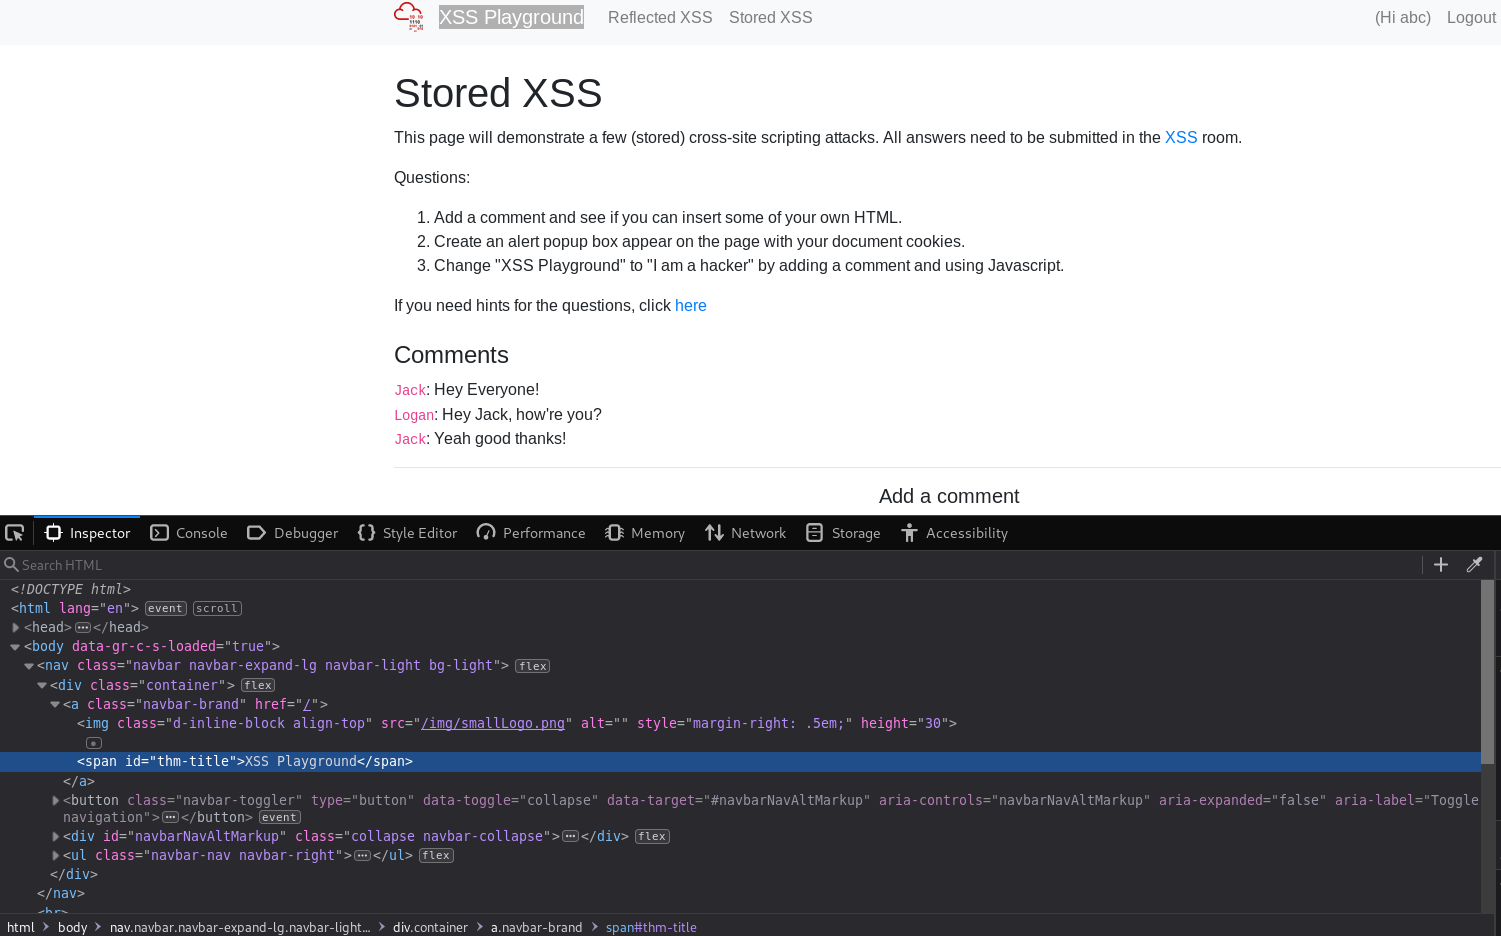 XSS Playground Reflected XSS Stored XSS (Hi abc) Logout
Stored XSS
This page will demonstrate a few (stored) cross-site scripting attacks. All answers need to be submitted in the XSS room.
Questions:
1. Add a comment and see if you can insert some of your own HTML.
2. Create an alert popup box appear on the page with your document cookies.
3. Change "XSS Playground" to "I am a hacker" by adding a comment and using Javascript.
If you need hints for the questions, click here
Comments
Jack: Hey Everyone!
Logan: Hey Jack, how're you?
Jack: Yeah good thanks!
Add a comment
Inspector Console Debugger Style Editor Performance Memory Network Storage Accessibility
Search HTML
<!DOCTYPE html>
<html lang="en"> event scroll
<head>•••</head>
<body data-gr-c-s-loaded="true">
<nav class="navbar navbar-expand-lg navbar-light bg-light"> flex
<div class="container"> flex
<a class="navbar-brand" href="/">
<img class="d-inline-block align-top" src="/img/smallLogo.png" alt="" style="margin-right: .5em;" height="30">
<span id="thm-title">XSS Playground</span>
</a>
<button class="navbar-toggler" type="button" data-toggle="collapse" data-target="#navbarNavAltMarkup" aria-controls="navbarNavAltMarkup" aria-expanded="false" aria-label="Toggle
navigation">•••</button> event
<div id="navbarNavAltMarkup" class="collapse navbar-collapse">•••</div> flex
<ul class="navbar-nav navbar-right">•••</ul> flex
</div>
</nav>
<br>
html > body > nav.navbar.navbar-expand-lg.navbar-light… > div.container > a.navbar-brand > span#thm-title